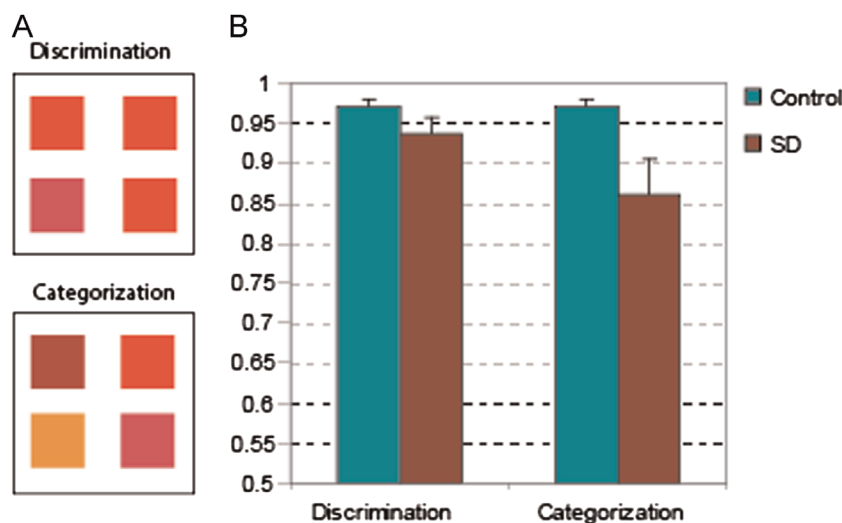 A
Discrimination
Categorization
B
1
0.95
0.9
0.85
0.8
0.75
0.7
0.65
0.6
0.55
0.5
Discrimination
Categorization
Control
SD